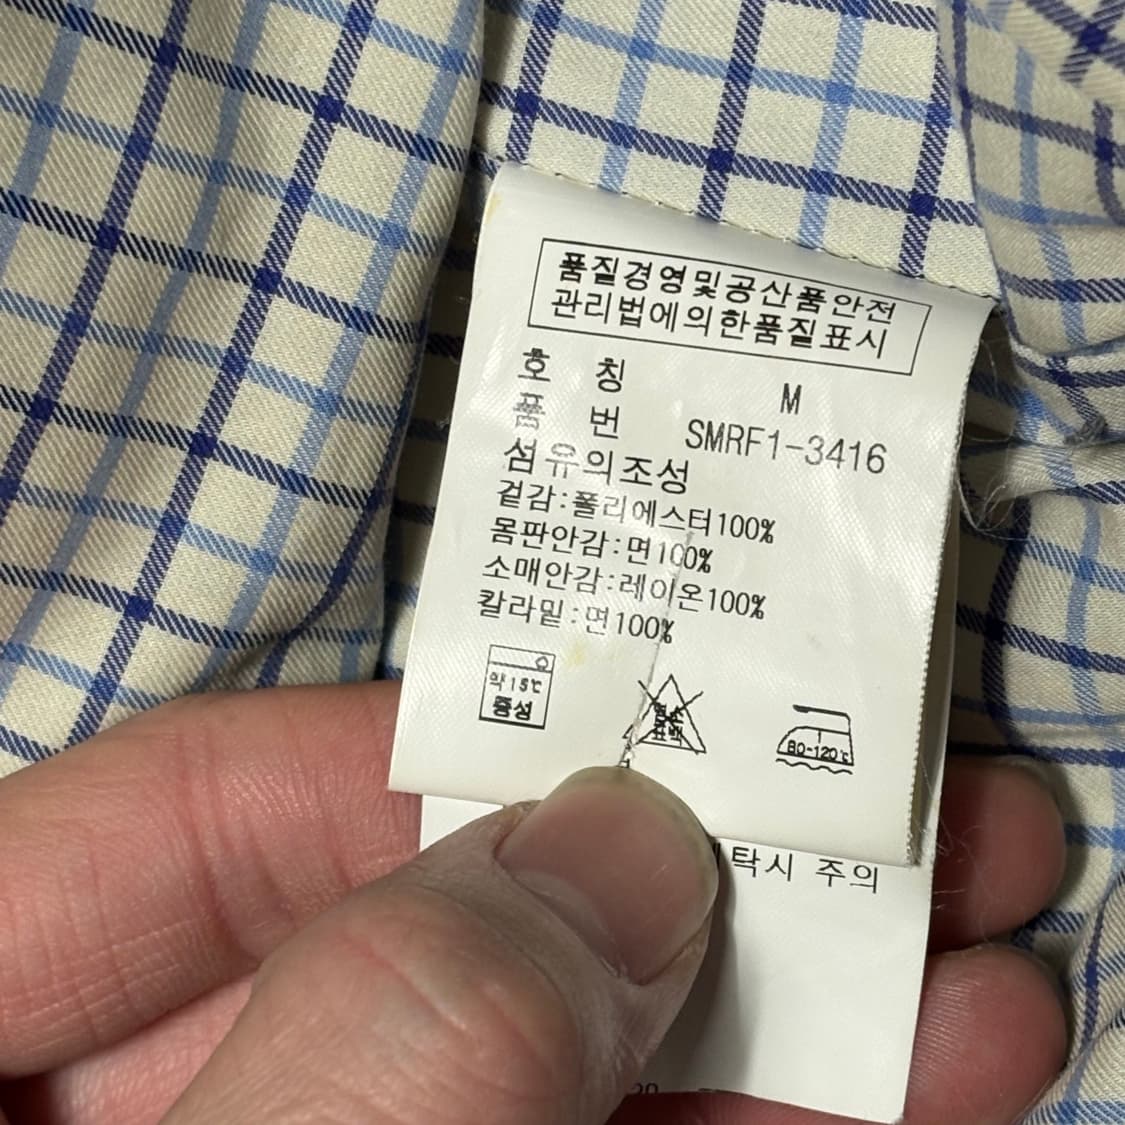 품질경영및공산품안전
관리법에의한품질표시
호 칭 M
품 번 SMRF1-3416
섬유의조성
겉감:폴리에스터100%
몸판안감:면100%
소매안감:레이온100%
칼라밑:면100%
약15℃
중성
염소
표백
80-120℃
탁시 주의